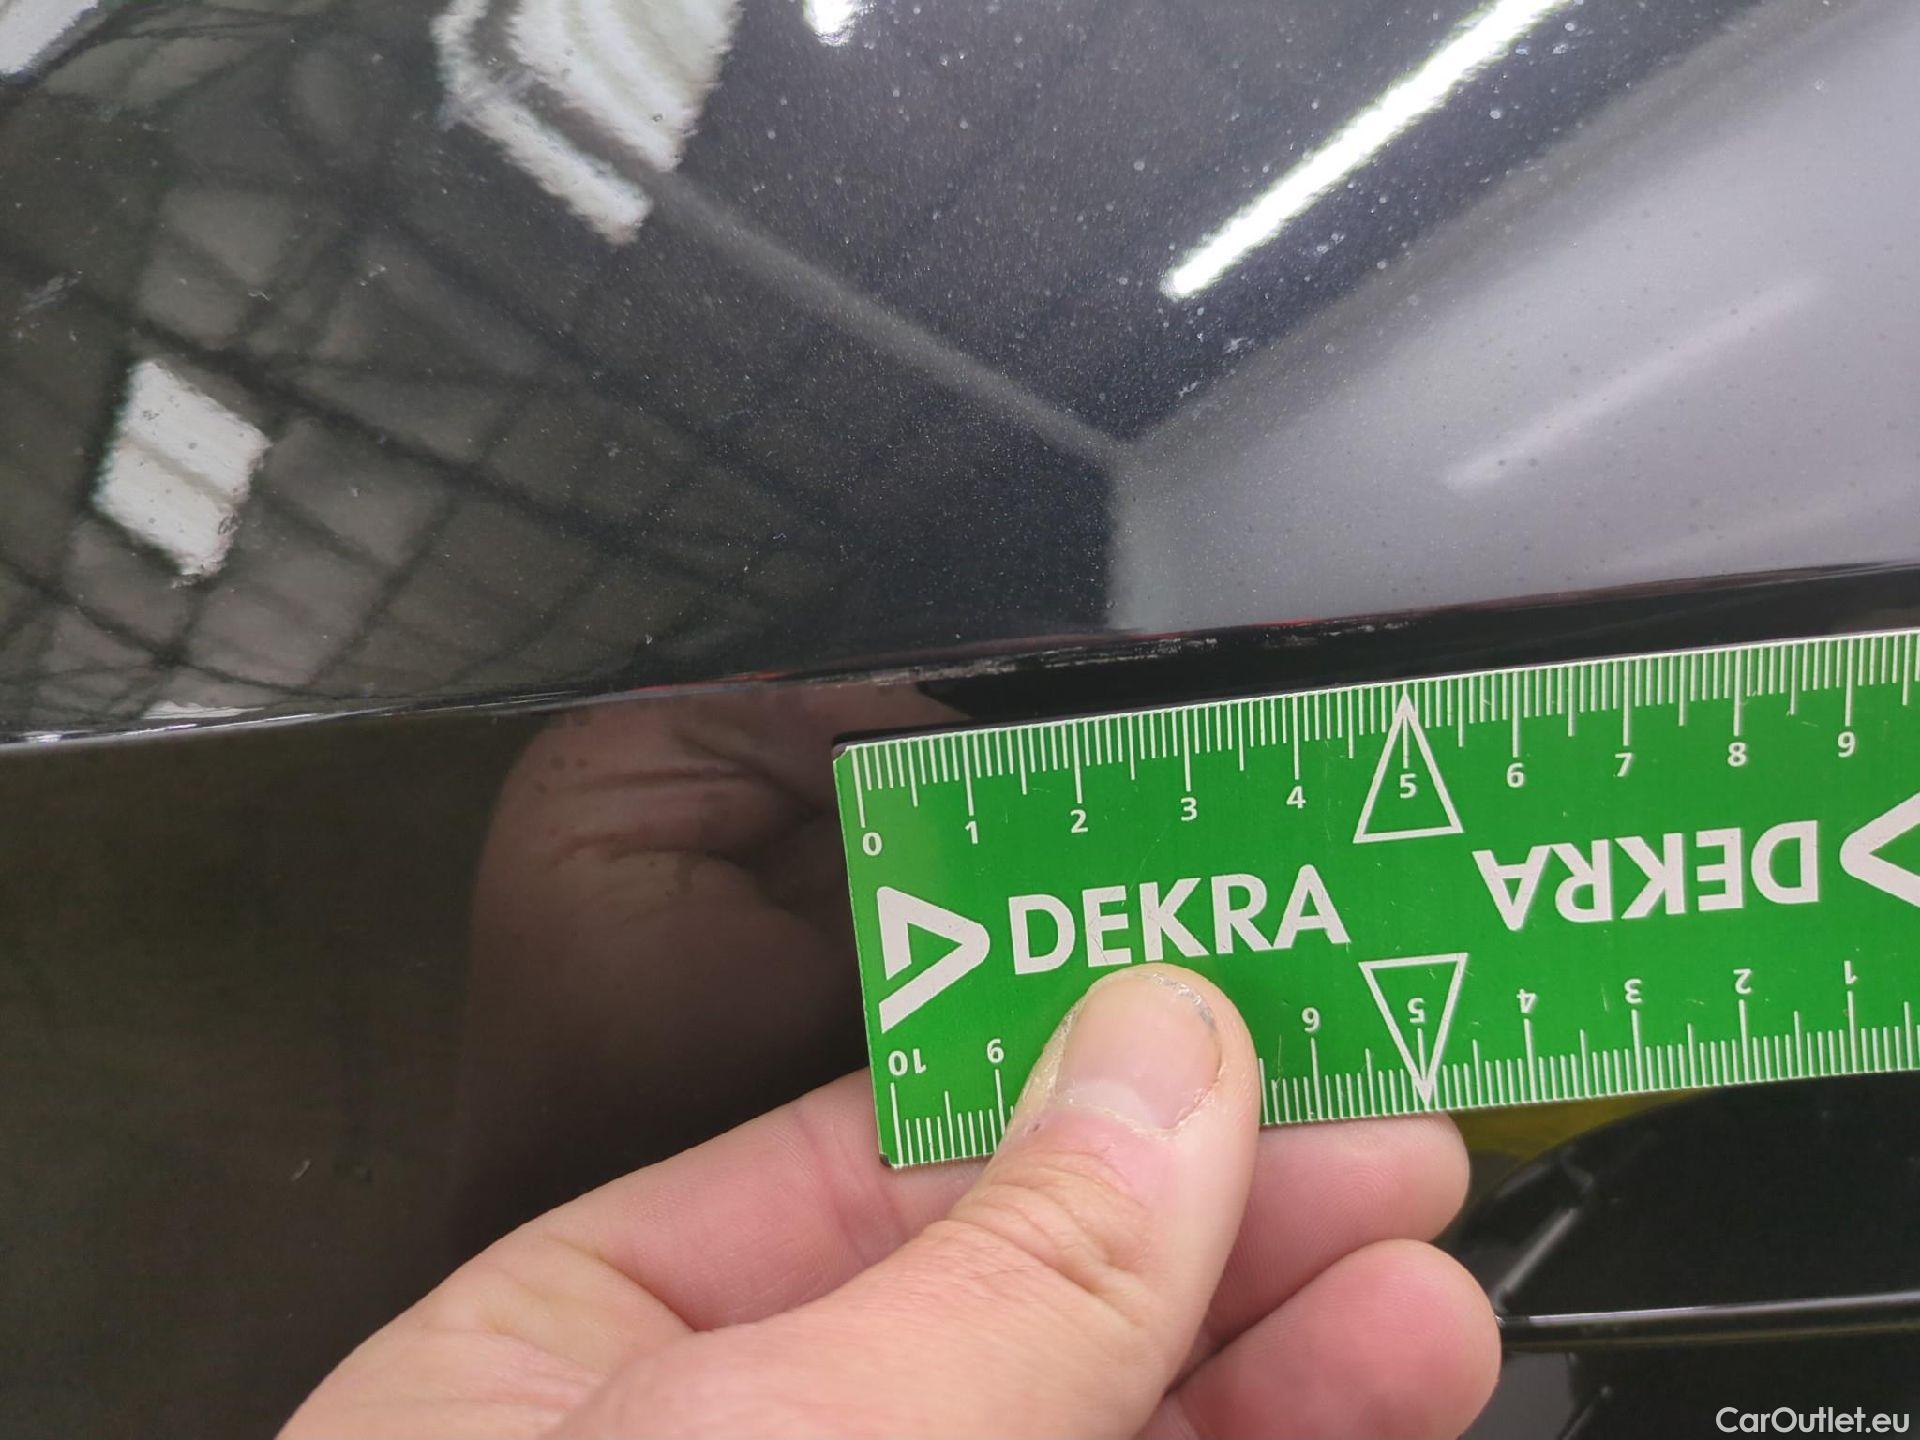 0 1 2 3 4 5 6 7 8 9
DEKRA
DEKRA
10 9 6 5 4 3 2 1
CarOutlet.eu